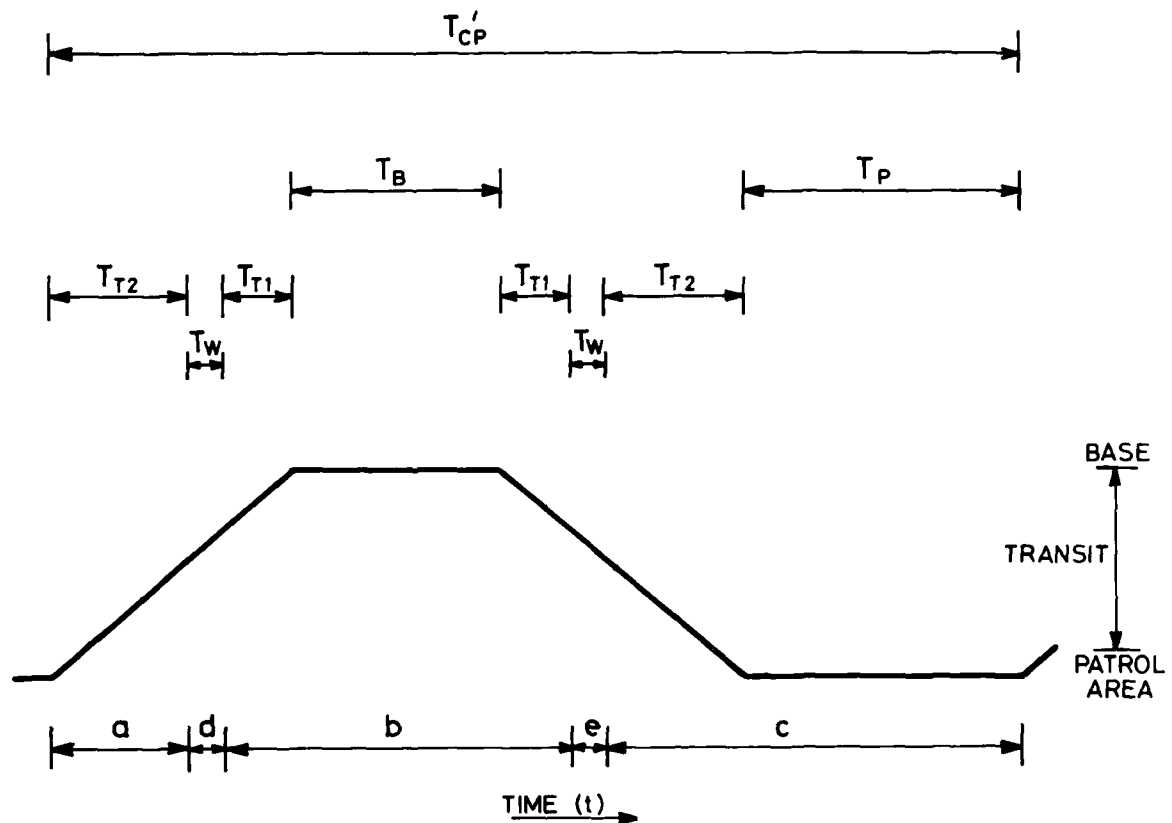 T'CP
TB TP
TT2 TT1 TT1 TT2
TW TW
BASE
TRANSIT
PATROL
AREA
a d b e c
TIME (t)